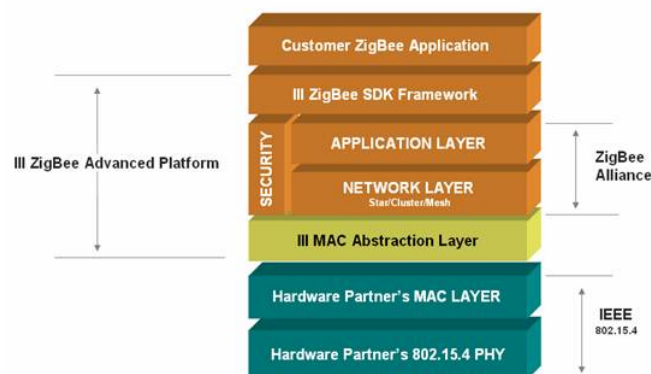 Customer ZigBee Application
III ZigBee SDK Framework
SECURITY
APPLICATION LAYER
NETWORK LAYER
Star/Cluster/Mesh
III MAC Abstraction Layer
Hardware Partner's MAC LAYER
Hardware Partner's 802.15.4 PHY
III ZigBee Advanced Platform
ZigBee
Alliance
IEEE
802.15.4